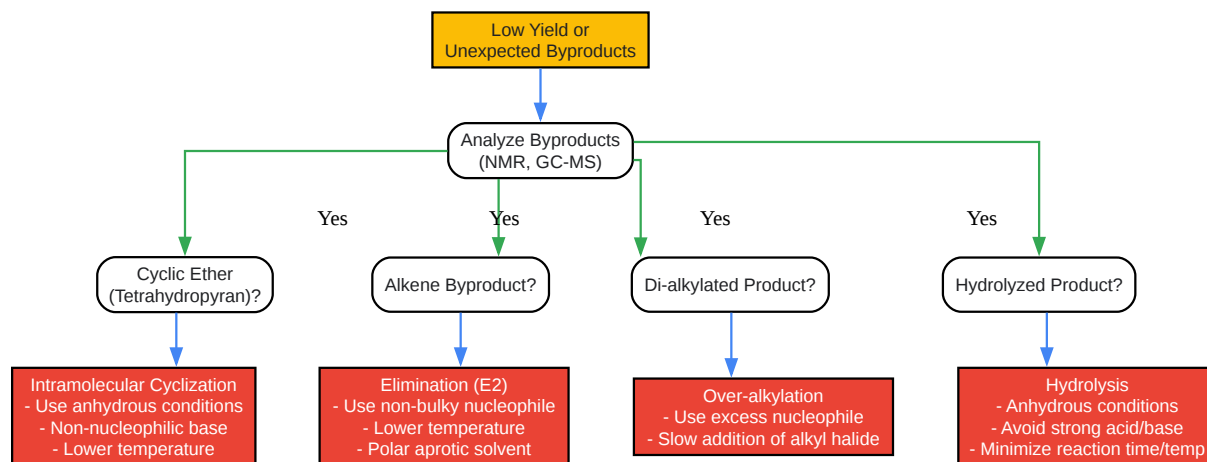 Low Yield or
Unexpected Byproducts
Analyze Byproducts
(NMR, GC-MS)
Yes
Yes
Yes
Yes
Cyclic Ether
(Tetrahydropyran)?
Alkene Byproduct?
Di-alkylated Product?
Hydrolyzed Product?
Intramolecular Cyclization
- Use anhydrous conditions
- Non-nucleophilic base
- Lower temperature
Elimination (E2)
- Use non-bulky nucleophile
- Lower temperature
- Polar aprotic solvent
Over-alkylation
- Use excess nucleophile
- Slow addition of alkyl halide
Hydrolysis
- Anhydrous conditions
- Avoid strong acid/base
- Minimize reaction time/temp